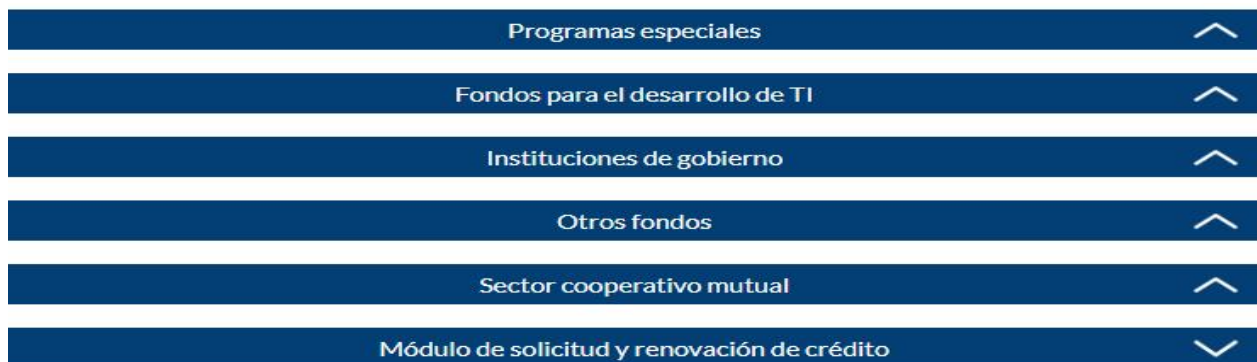 Programas especiales
Fondos para el desarrollo de TI
Instituciones de gobierno
Otros fondos
Sector cooperativo mutual
Módulo de solicitud y renovación de crédito